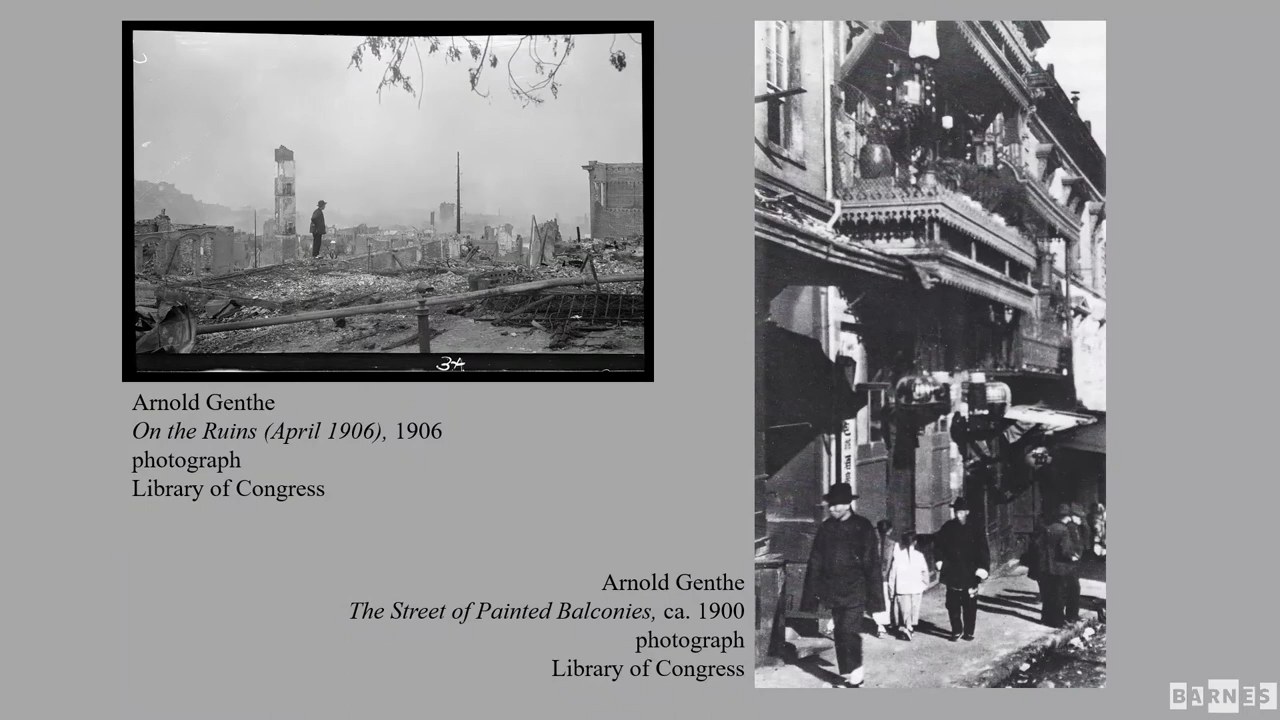 34
Arnold Genthe
On the Ruins (April 1906), 1906
photograph
Library of Congress
Arnold Genthe
The Street of Painted Balconies, ca. 1900
photograph
Library of Congress
BARNES